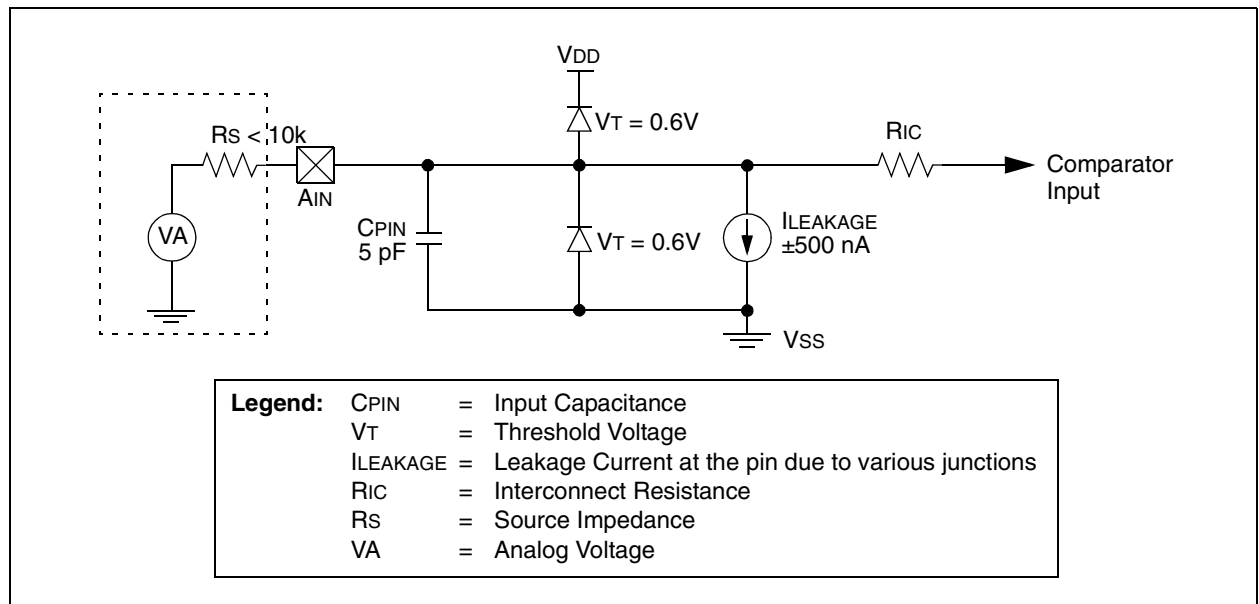 VDD
VT = 0.6V
RS < 10k
RIC
AIN
Comparator
Input
VA
CPIN
5 pF
VT = 0.6V
ILEAKAGE
±500 nA
VSS
Legend: CPIN = Input Capacitance
VT = Threshold Voltage
ILEAKAGE = Leakage Current at the pin due to various junctions
RIC = Interconnect Resistance
RS = Source Impedance
VA = Analog Voltage